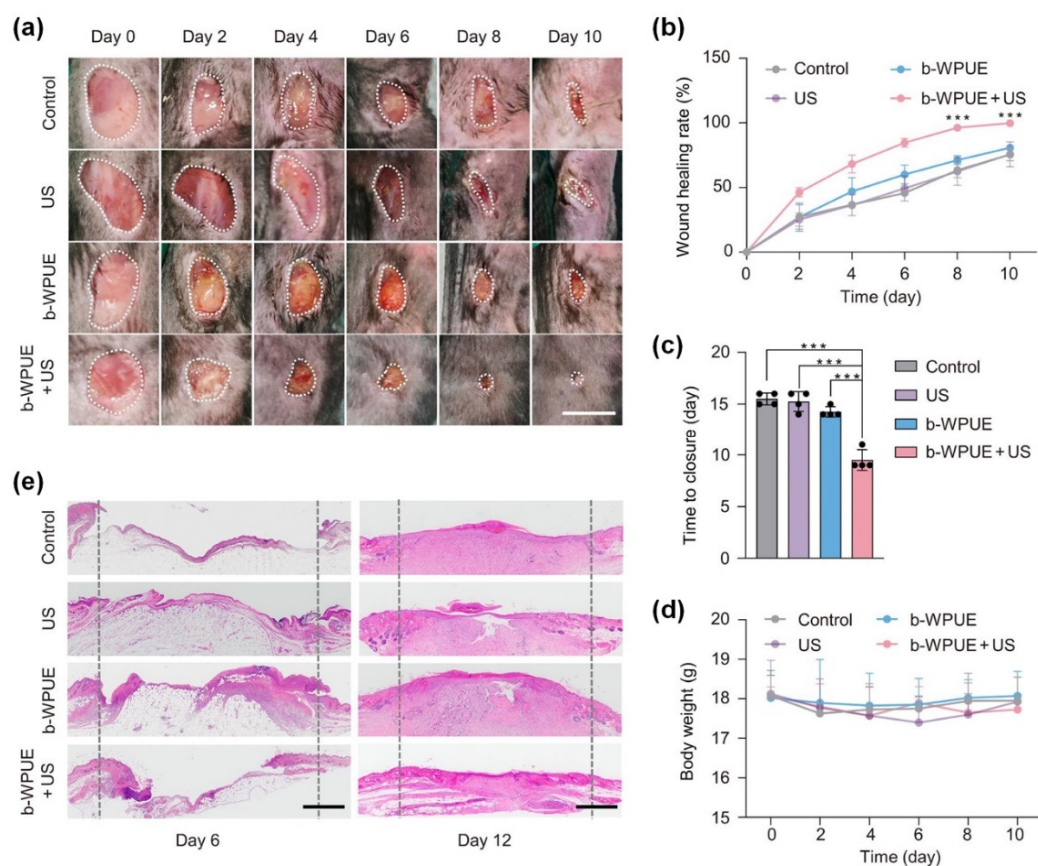 (a)
Day 0 Day 2 Day 4 Day 6 Day 8 Day 10
Control
US
b-WPUE
b-WPUE
+ US
(b)
Control b-WPUE
US b-WPUE + US
*** ***
Wound healing rate (%)
150
100
50
0
0 2 4 6 8 10
Time (day)
(c)
***
***
***
Time to closure (day)
20
15
10
5
0
Control
US
b-WPUE
b-WPUE + US
(d)
Control b-WPUE
US b-WPUE + US
Body weight (g)
20
19
18
17
16
15
0 2 4 6 8 10
Time (day)
(e)
Control
US
b-WPUE
b-WPUE
+ US
Day 6 Day 12